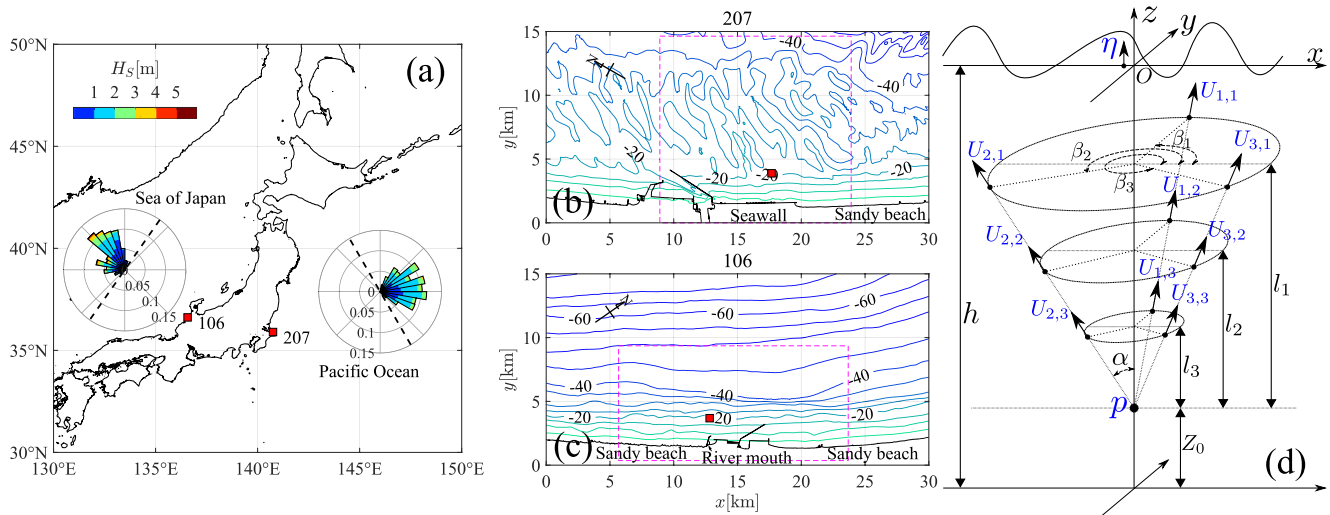 50°N
45°N
40°N
35°N
30°N
130°E
135°E
140°E
145°E
150°E
(a)
H_S[m]
1 2 3 4 5
Sea of Japan
0.05
0.1
0.15
106
207
0
0.05
0.1
0.15
Pacific Ocean
207
15
10
5
0
y[km]
N
-40
-40
-20
-20
-20
-20
(b)
Seawall
Sandy beach
0 5 10 15 20 25 30
106
15
10
5
0
y[km]
N
-60
-60
-60
-40
-40
-40
-20
-20
-20
(c)
Sandy beach
River mouth
Sandy beach
0 5 10 15 20 25 30
x[km]
z
y
η
O
x
U_{1,1}
β_1
β_2
β_3
U_{2,1}
U_{3,1}
U_{1,2}
U_{2,2}
U_{3,2}
U_{1,3}
U_{2,3}
U_{3,3}
l_1
l_2
l_3
h
α
p
Z_0
(d)